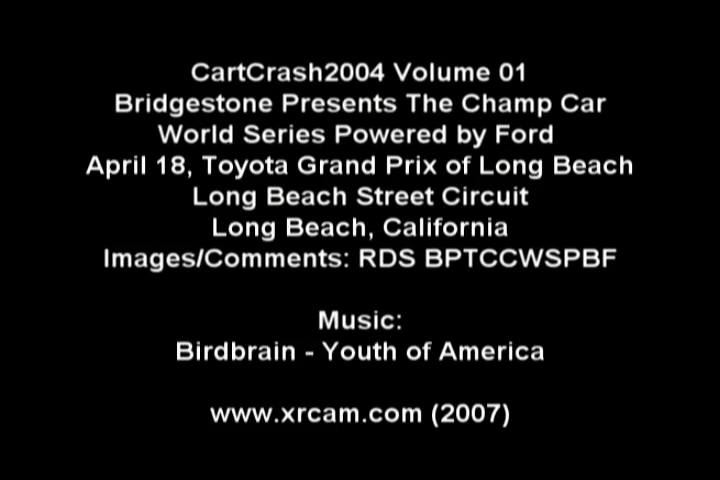 CartCrash2004 Volume 01
Bridgestone Presents The Champ Car
World Series Powered by Ford
April 18, Toyota Grand Prix of Long Beach
Long Beach Street Circuit
Long Beach, California
Images/Comments: RDS BPTCCWSPBF
Music:
Birdbrain - Youth of America
www.xrcam.com (2007)